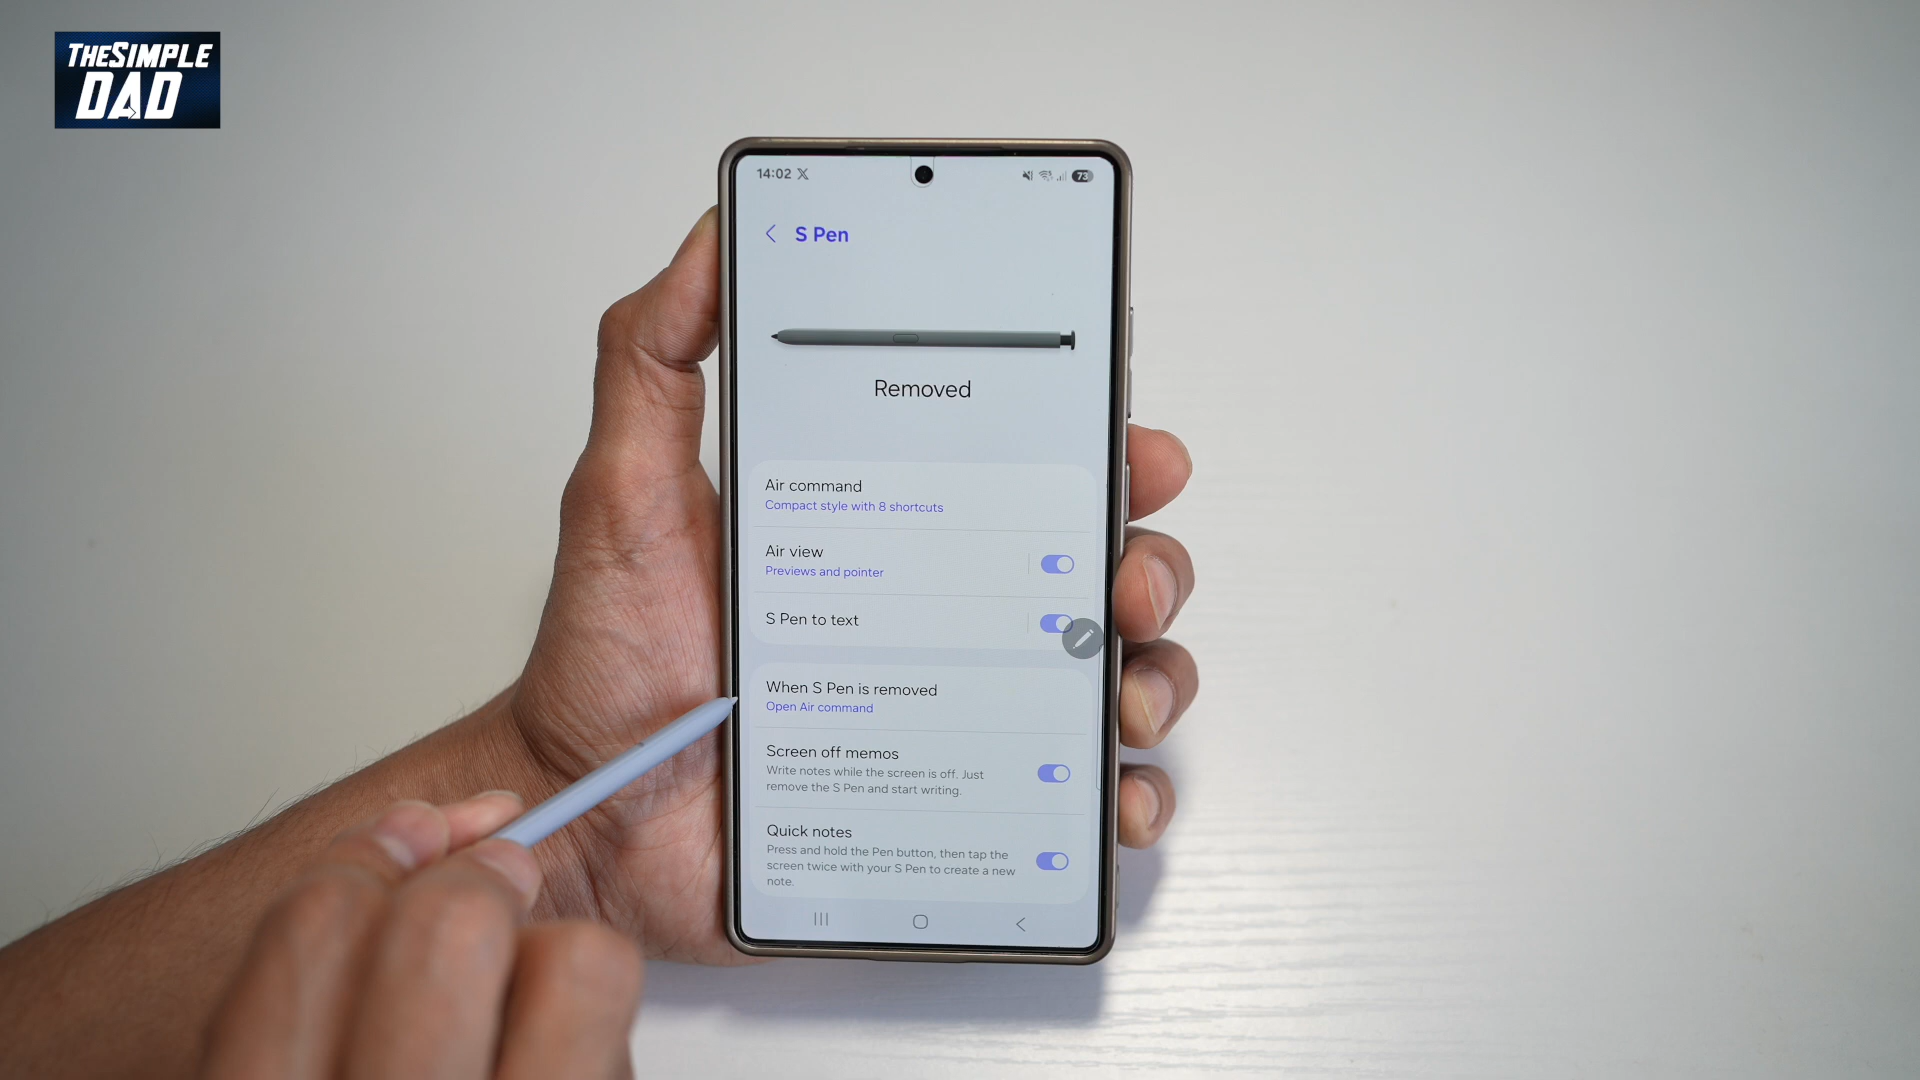 THESIMPLE
DAD
14:02
73
S Pen
Removed
Air command
Compact style with 8 shortcuts
Air view
Previews and pointer
S Pen to text
When S Pen is removed
Open Air command
Screen off memos
Write notes while the screen is off. Just
remove the S Pen and start writing.
Quick notes
Press and hold the Pen button, then tap the
screen twice with your S Pen to create a new
note.